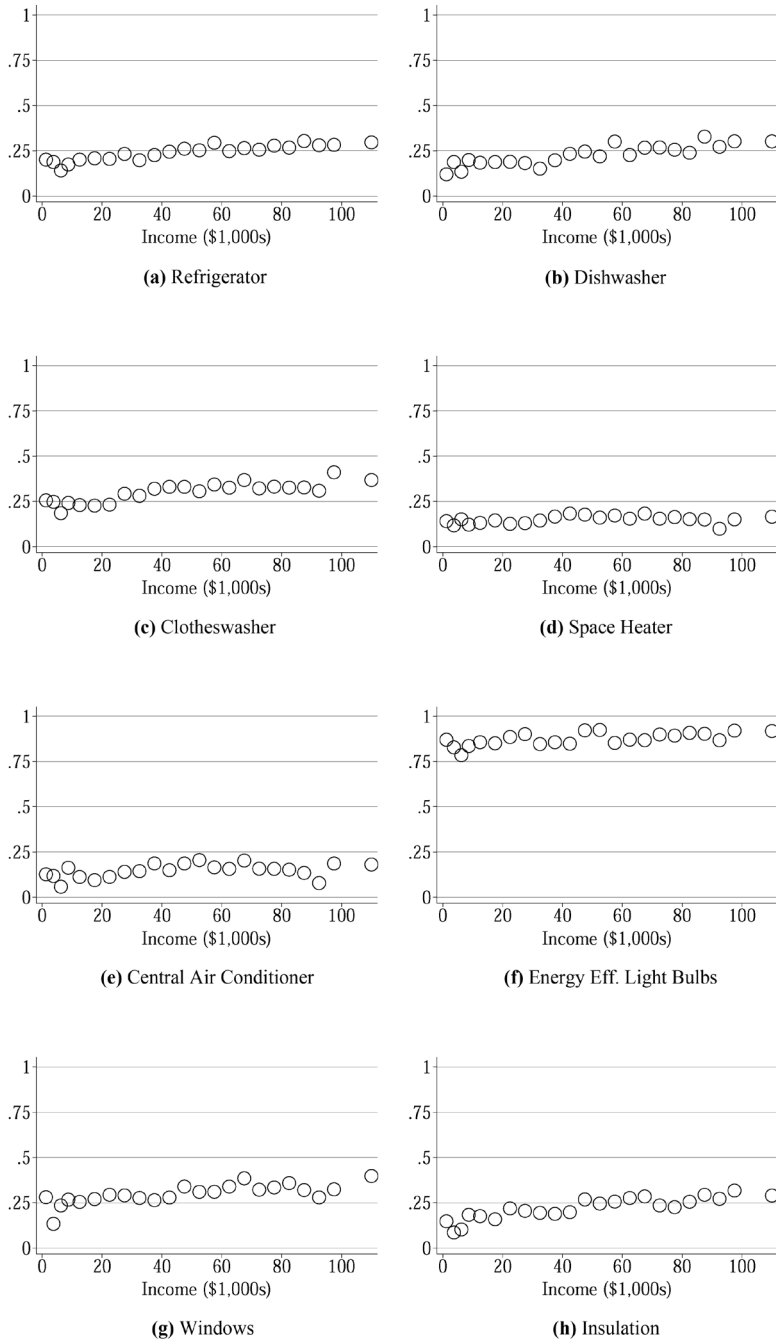 1
.75
.5
.25
0
0 20 40 60 80 100
Income ($1,000s)
(a) Refrigerator
1
.75
.5
.25
0
0 20 40 60 80 100
Income ($1,000s)
(b) Dishwasher
1
.75
.5
.25
0
0 20 40 60 80 100
Income ($1,000s)
(c) Clotheswasher
1
.75
.5
.25
0
0 20 40 60 80 100
Income ($1,000s)
(d) Space Heater
1
.75
.5
.25
0
0 20 40 60 80 100
Income ($1,000s)
(e) Central Air Conditioner
1
.75
.5
.25
0
0 20 40 60 80 100
Income ($1,000s)
(f) Energy Eff. Light Bulbs
1
.75
.5
.25
0
0 20 40 60 80 100
Income ($1,000s)
(g) Windows
1
.75
.5
.25
0
0 20 40 60 80 100
Income ($1,000s)
(h) Insulation